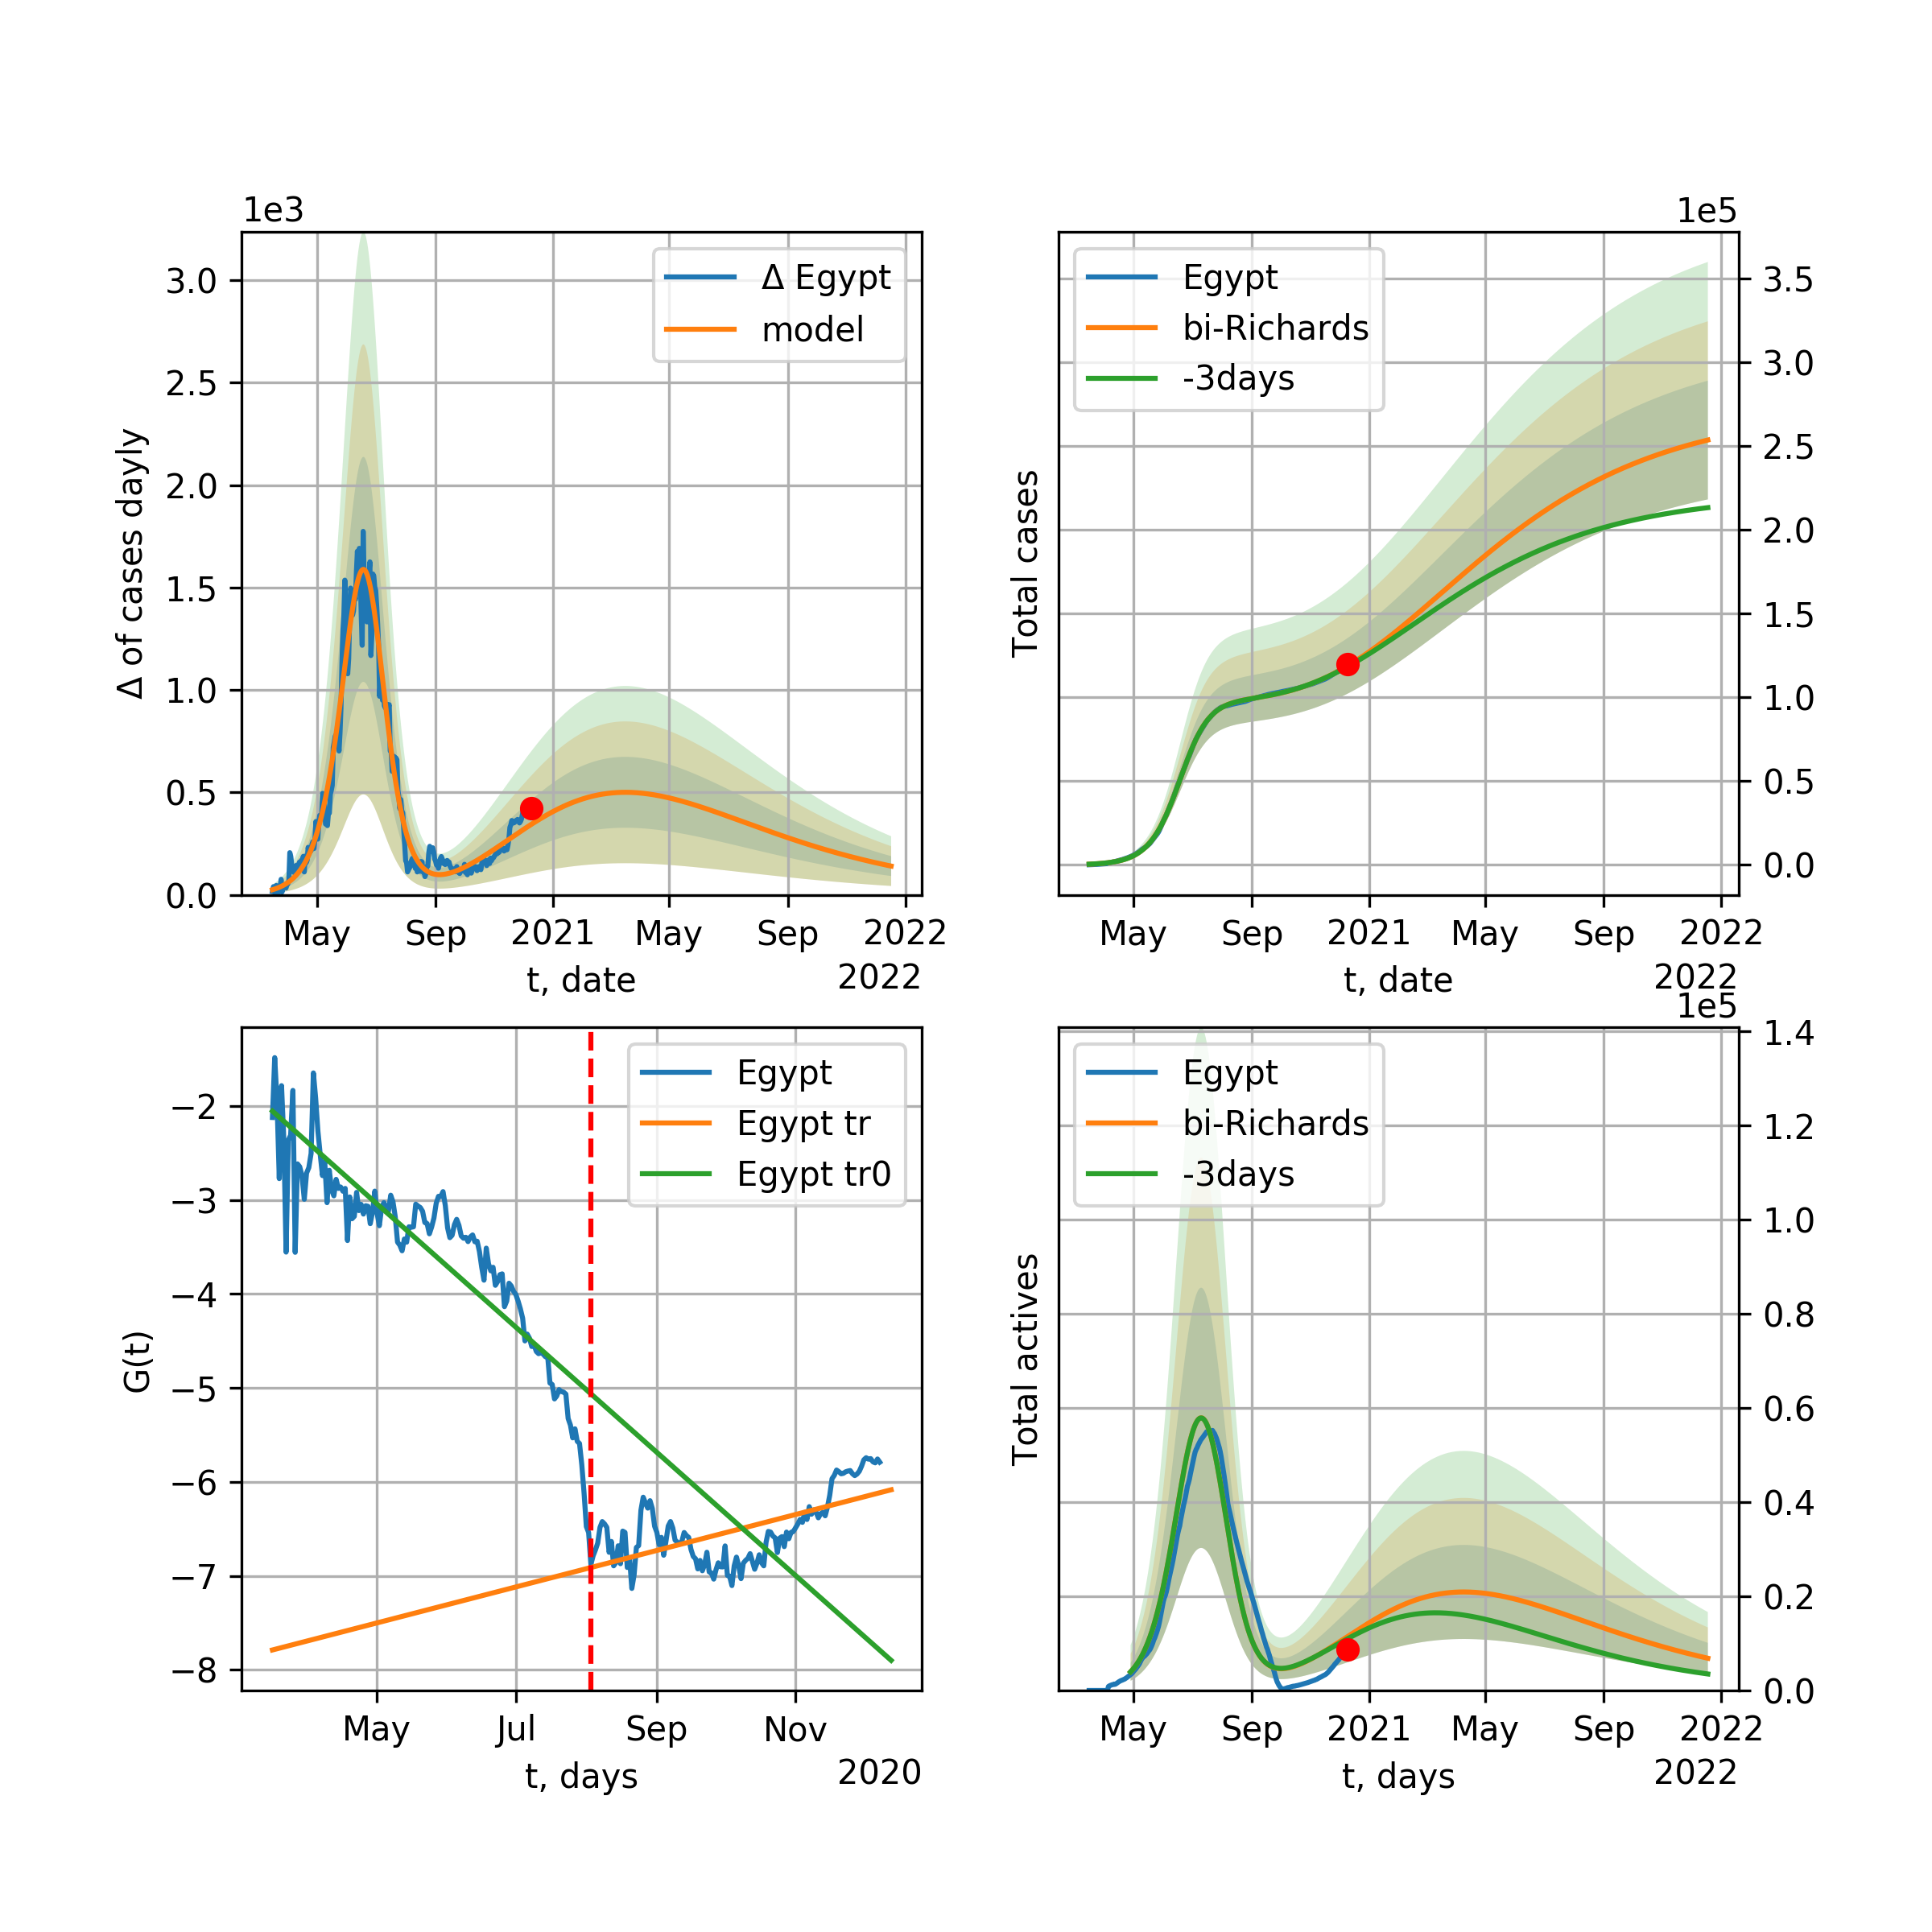 1e3
Δ of cases dayly
3.0
2.5
2.0
1.5
1.0
0.5
0.0
Δ Egypt
model
May Sep 2021 May Sep 2022
t, date
2022
1e5
Total cases
Egypt
bi-Richards
-3days
3.5
3.0
2.5
2.0
1.5
1.0
0.5
0.0
May Sep 2021 May Sep 2022
t, date
2022
G(t)
−2
−3
−4
−5
−6
−7
−8
Egypt
Egypt tr
Egypt tr0
May Jul Sep Nov
t, days
2020
1e5
Total actives
Egypt
bi-Richards
-3days
1.4
1.2
1.0
0.8
0.6
0.4
0.2
0.0
May Sep 2021 May Sep 2022
t, days
2022